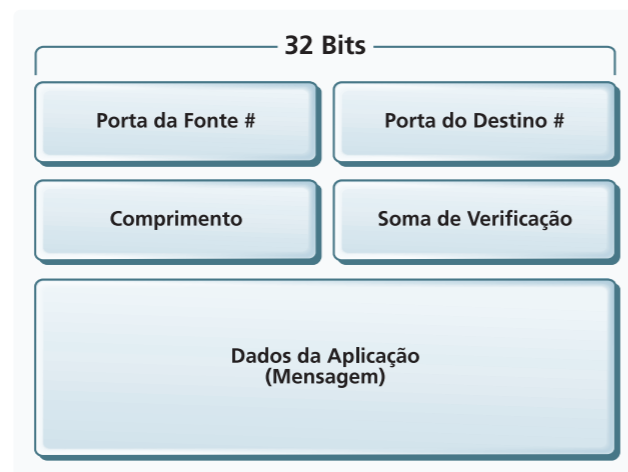 32 Bits
Porta da Fonte #
Porta do Destino #
Comprimento
Soma de Verificação
Dados da Aplicação
(Mensagem)